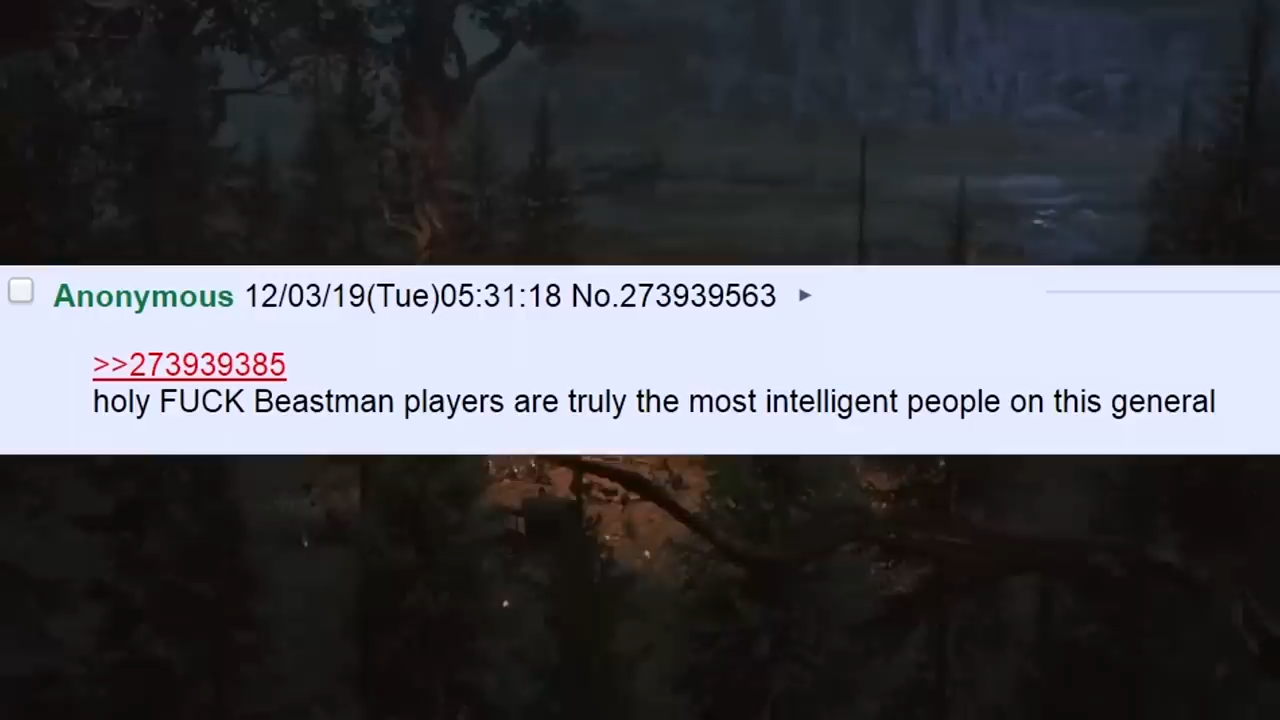 Anonymous 12/03/19(Tue)05:31:18 No.273939563
>>273939385
holy FUCK Beastman players are truly the most intelligent people on this general